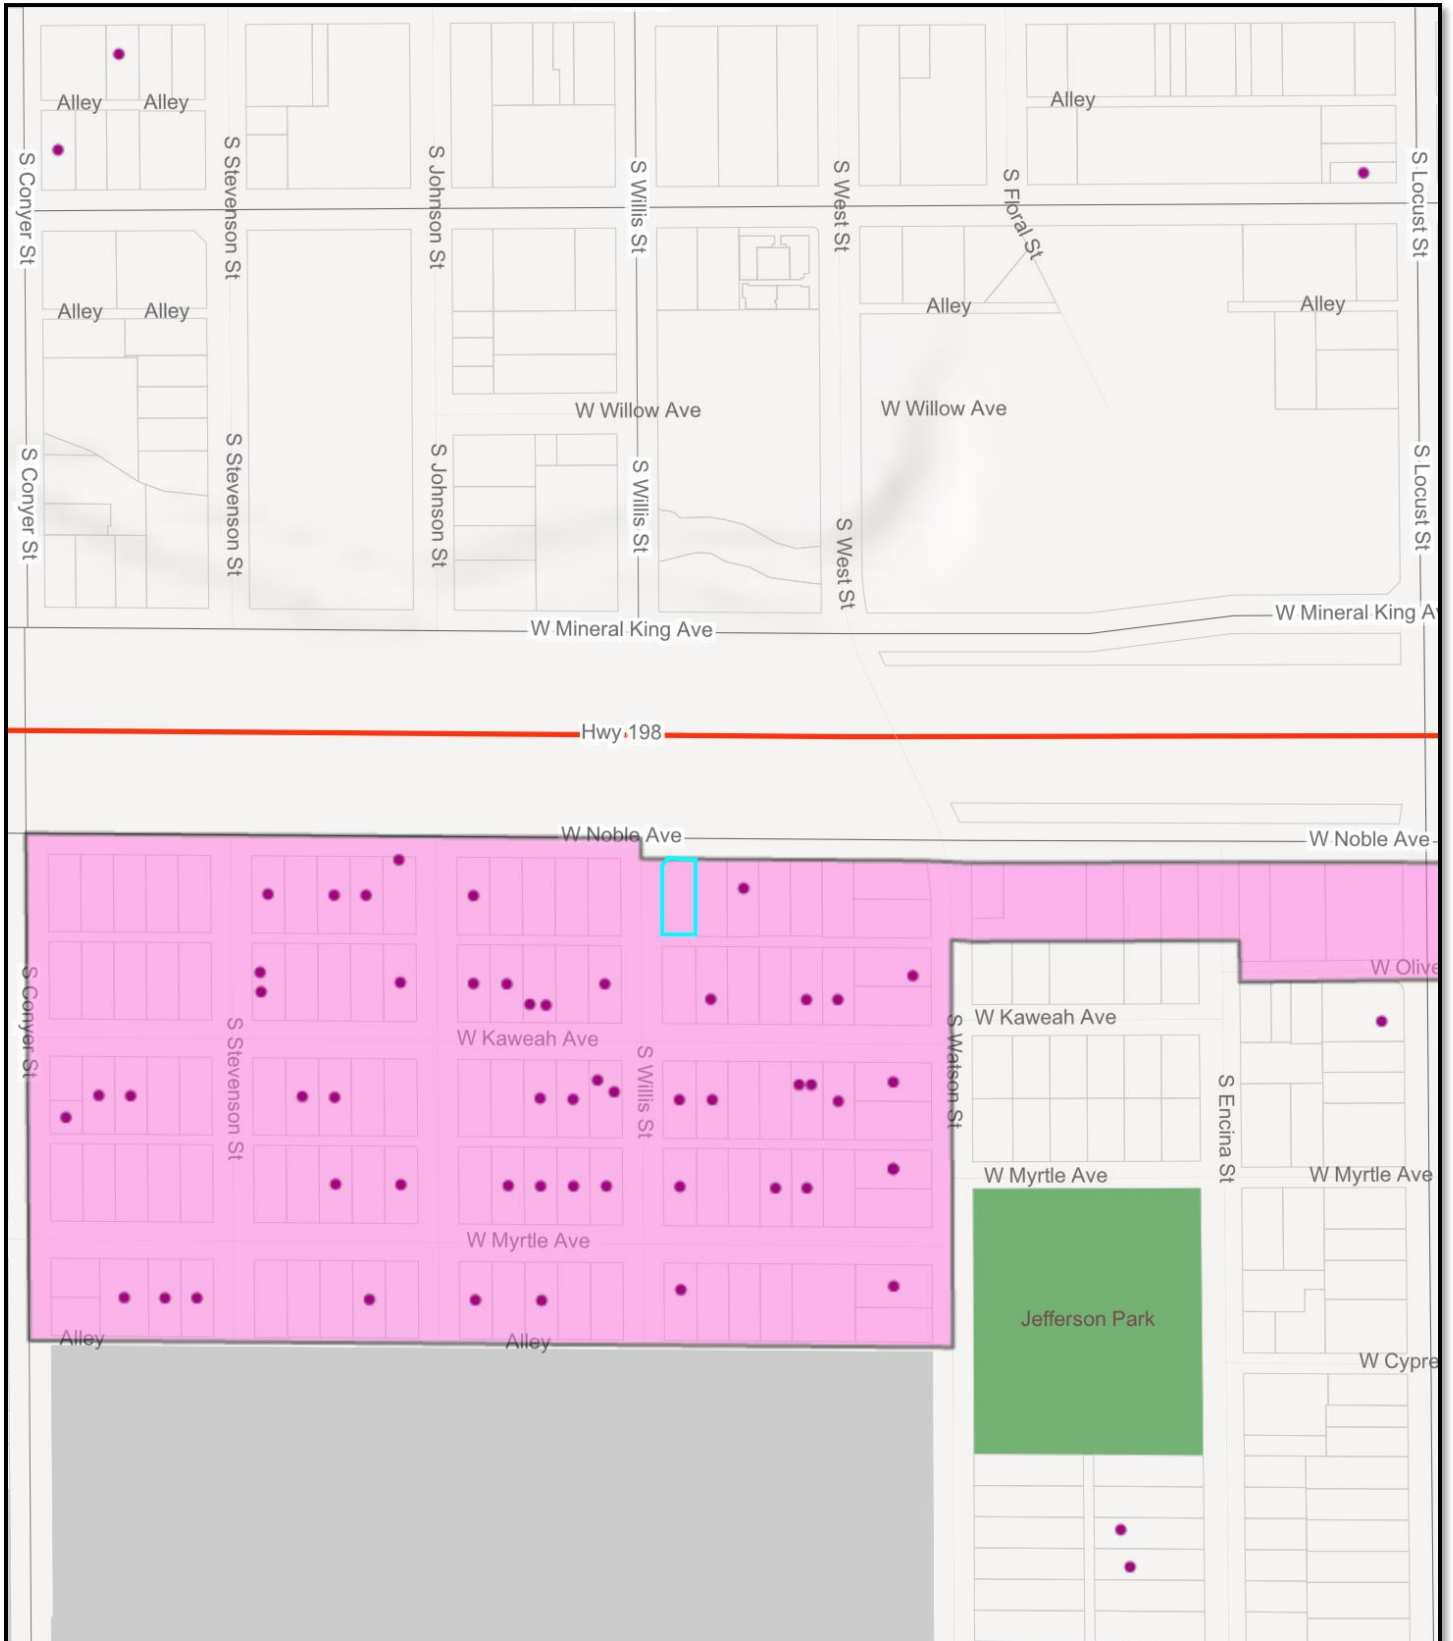 Alley
Alley
Alley
S Conyer St
S Stevenson St
S Johnson St
S Willis St
S West St
S Floral St
S Locust St
Alley
Alley
Alley
Alley
W Willow Ave
W Willow Ave
S Conyer St
S Stevenson St
S Johnson St
S Willis St
S West St
S Locust St
W Mineral King Ave
W Mineral King Av
Hwy 198
W Noble Ave
W Noble Ave
W Olive
S Conyer St
S Stevenson St
W Kaweah Ave
S Willis St
S Watson St
W Kaweah Ave
S Encina St
W Myrtle Ave
W Myrtle Ave
W Myrtle Ave
Jefferson Park
Alley
Alley
W Cypre